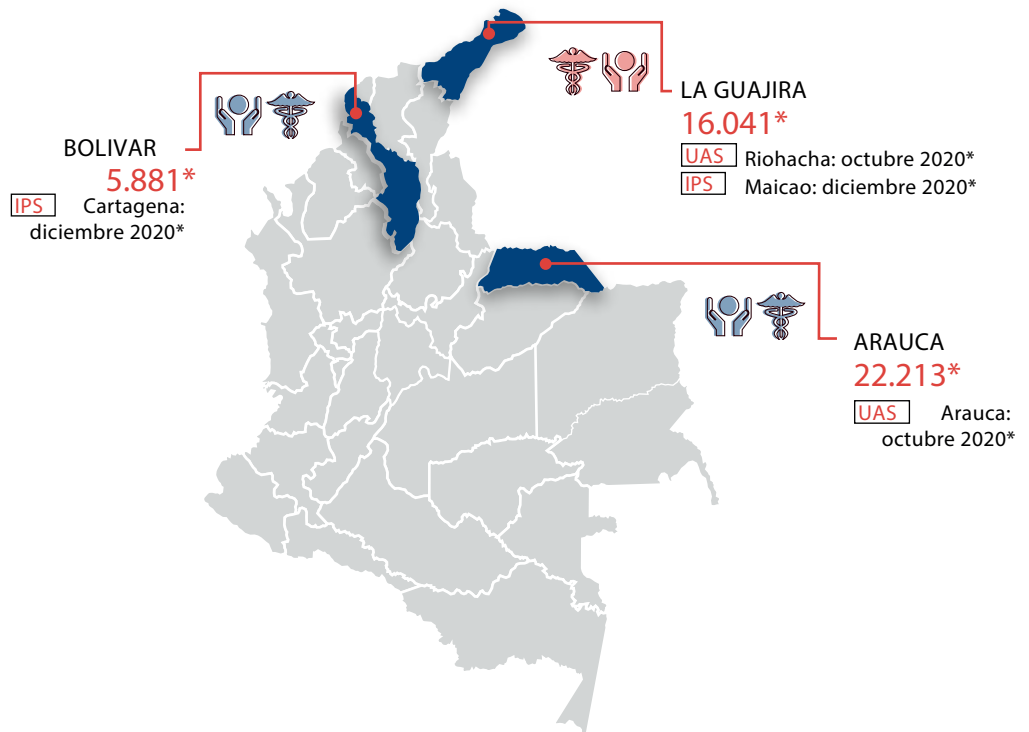 LA GUAJIRA
16.041*
UAS Riohacha: octubre 2020*
IPS Maicao: diciembre 2020*
BOLIVAR
5.881*
IPS Cartagena:
diciembre 2020*
ARAUCA
22.213*
UAS Arauca:
octubre 2020*